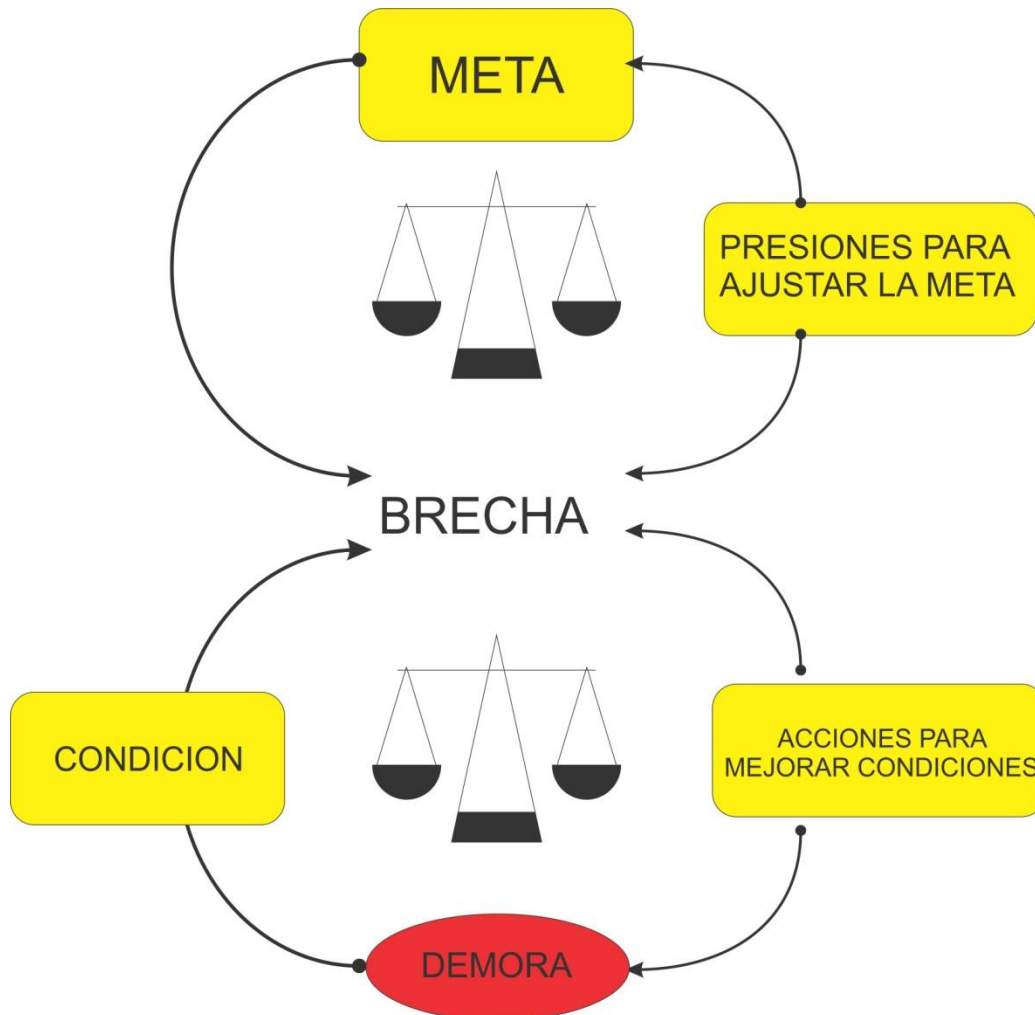 META
PRESIONES PARA
AJUSTAR LA META
BRECHA
CONDICION
ACCIONES PARA
MEJORAR CONDICIONES
DEMORA